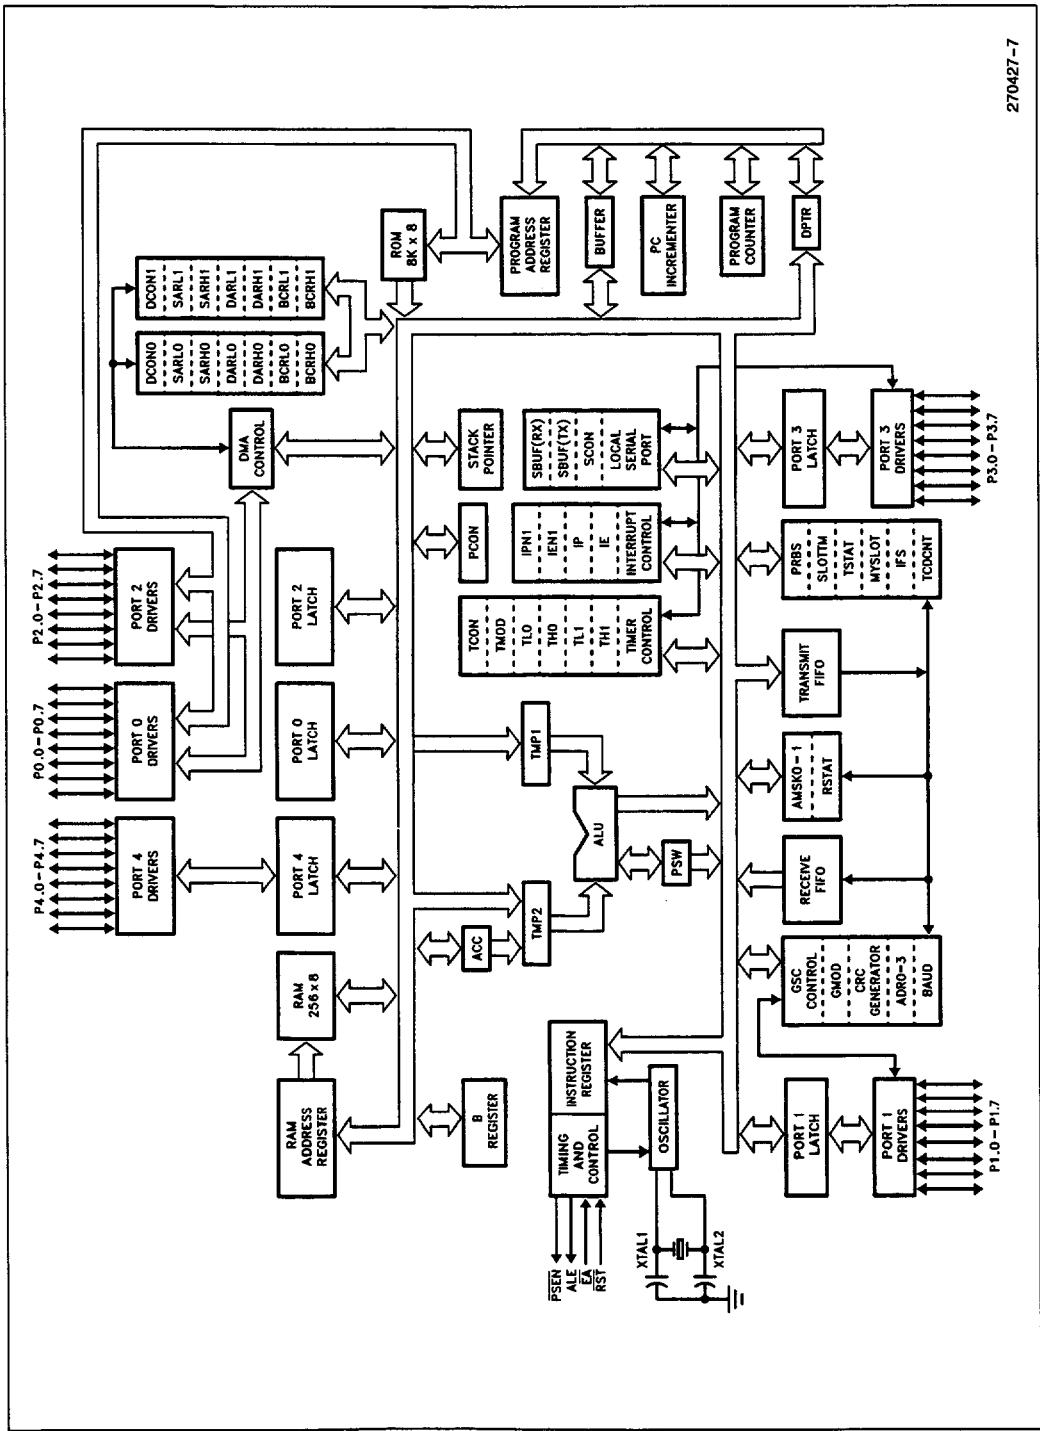 P4.0-P4.7
P0.0-P0.7
P2.0-P2.7
PORT 4
DRIVERS
PORT 0
DRIVERS
PORT 2
DRIVERS
DMA
CONTROL
DCON0
SARL0
SARH0
DARL0
DARH0
BCRL0
BCRH0
DCON1
SARL1
SARH1
DARL1
DARH1
BCRL1
BCRH1
RAM
ADDRESS
REGISTER
RAM
256 x 8
PORT 4
LATCH
PORT 0
LATCH
PORT 2
LATCH
ROM
8K x 8
B
REGISTER
ACC
TMP2
TMP1
ALU
PSW
PCON
STACK
POINTER
TCON
TMOD
TL0
TH0
TL1
TH1
TIMER
CONTROL
IPN1
IEN1
IP
IE
INTERRUPT
CONTROL
SBUF(RX)
SBUF(TX)
SCON
LOCAL
SERIAL
PORT
PROGRAM
ADDRESS
REGISTER
BUFFER
PC
INCREMENTER
PROGRAM
COUNTER
DPTR
PSEN
ALE
EA
RST
TIMING
AND
CONTROL
INSTRUCTION
REGISTER
OSCILLATOR
XTAL1
XTAL2
PORT 1
LATCH
PORT 1
DRIVERS
P1.0-P1.7
GSC
CONTROL
GMOD
CRC
GENERATOR
ADR0-3
BAUD
RECEIVE
FIFO
AMSK0-1
RSTAT
TRANSMIT
FIFO
PRBS
SLOTTM
TSTAT
MYSLOT
IFS
TCDCNT
PORT 3
LATCH
PORT 3
DRIVERS
P3.0-P3.7
270427-7